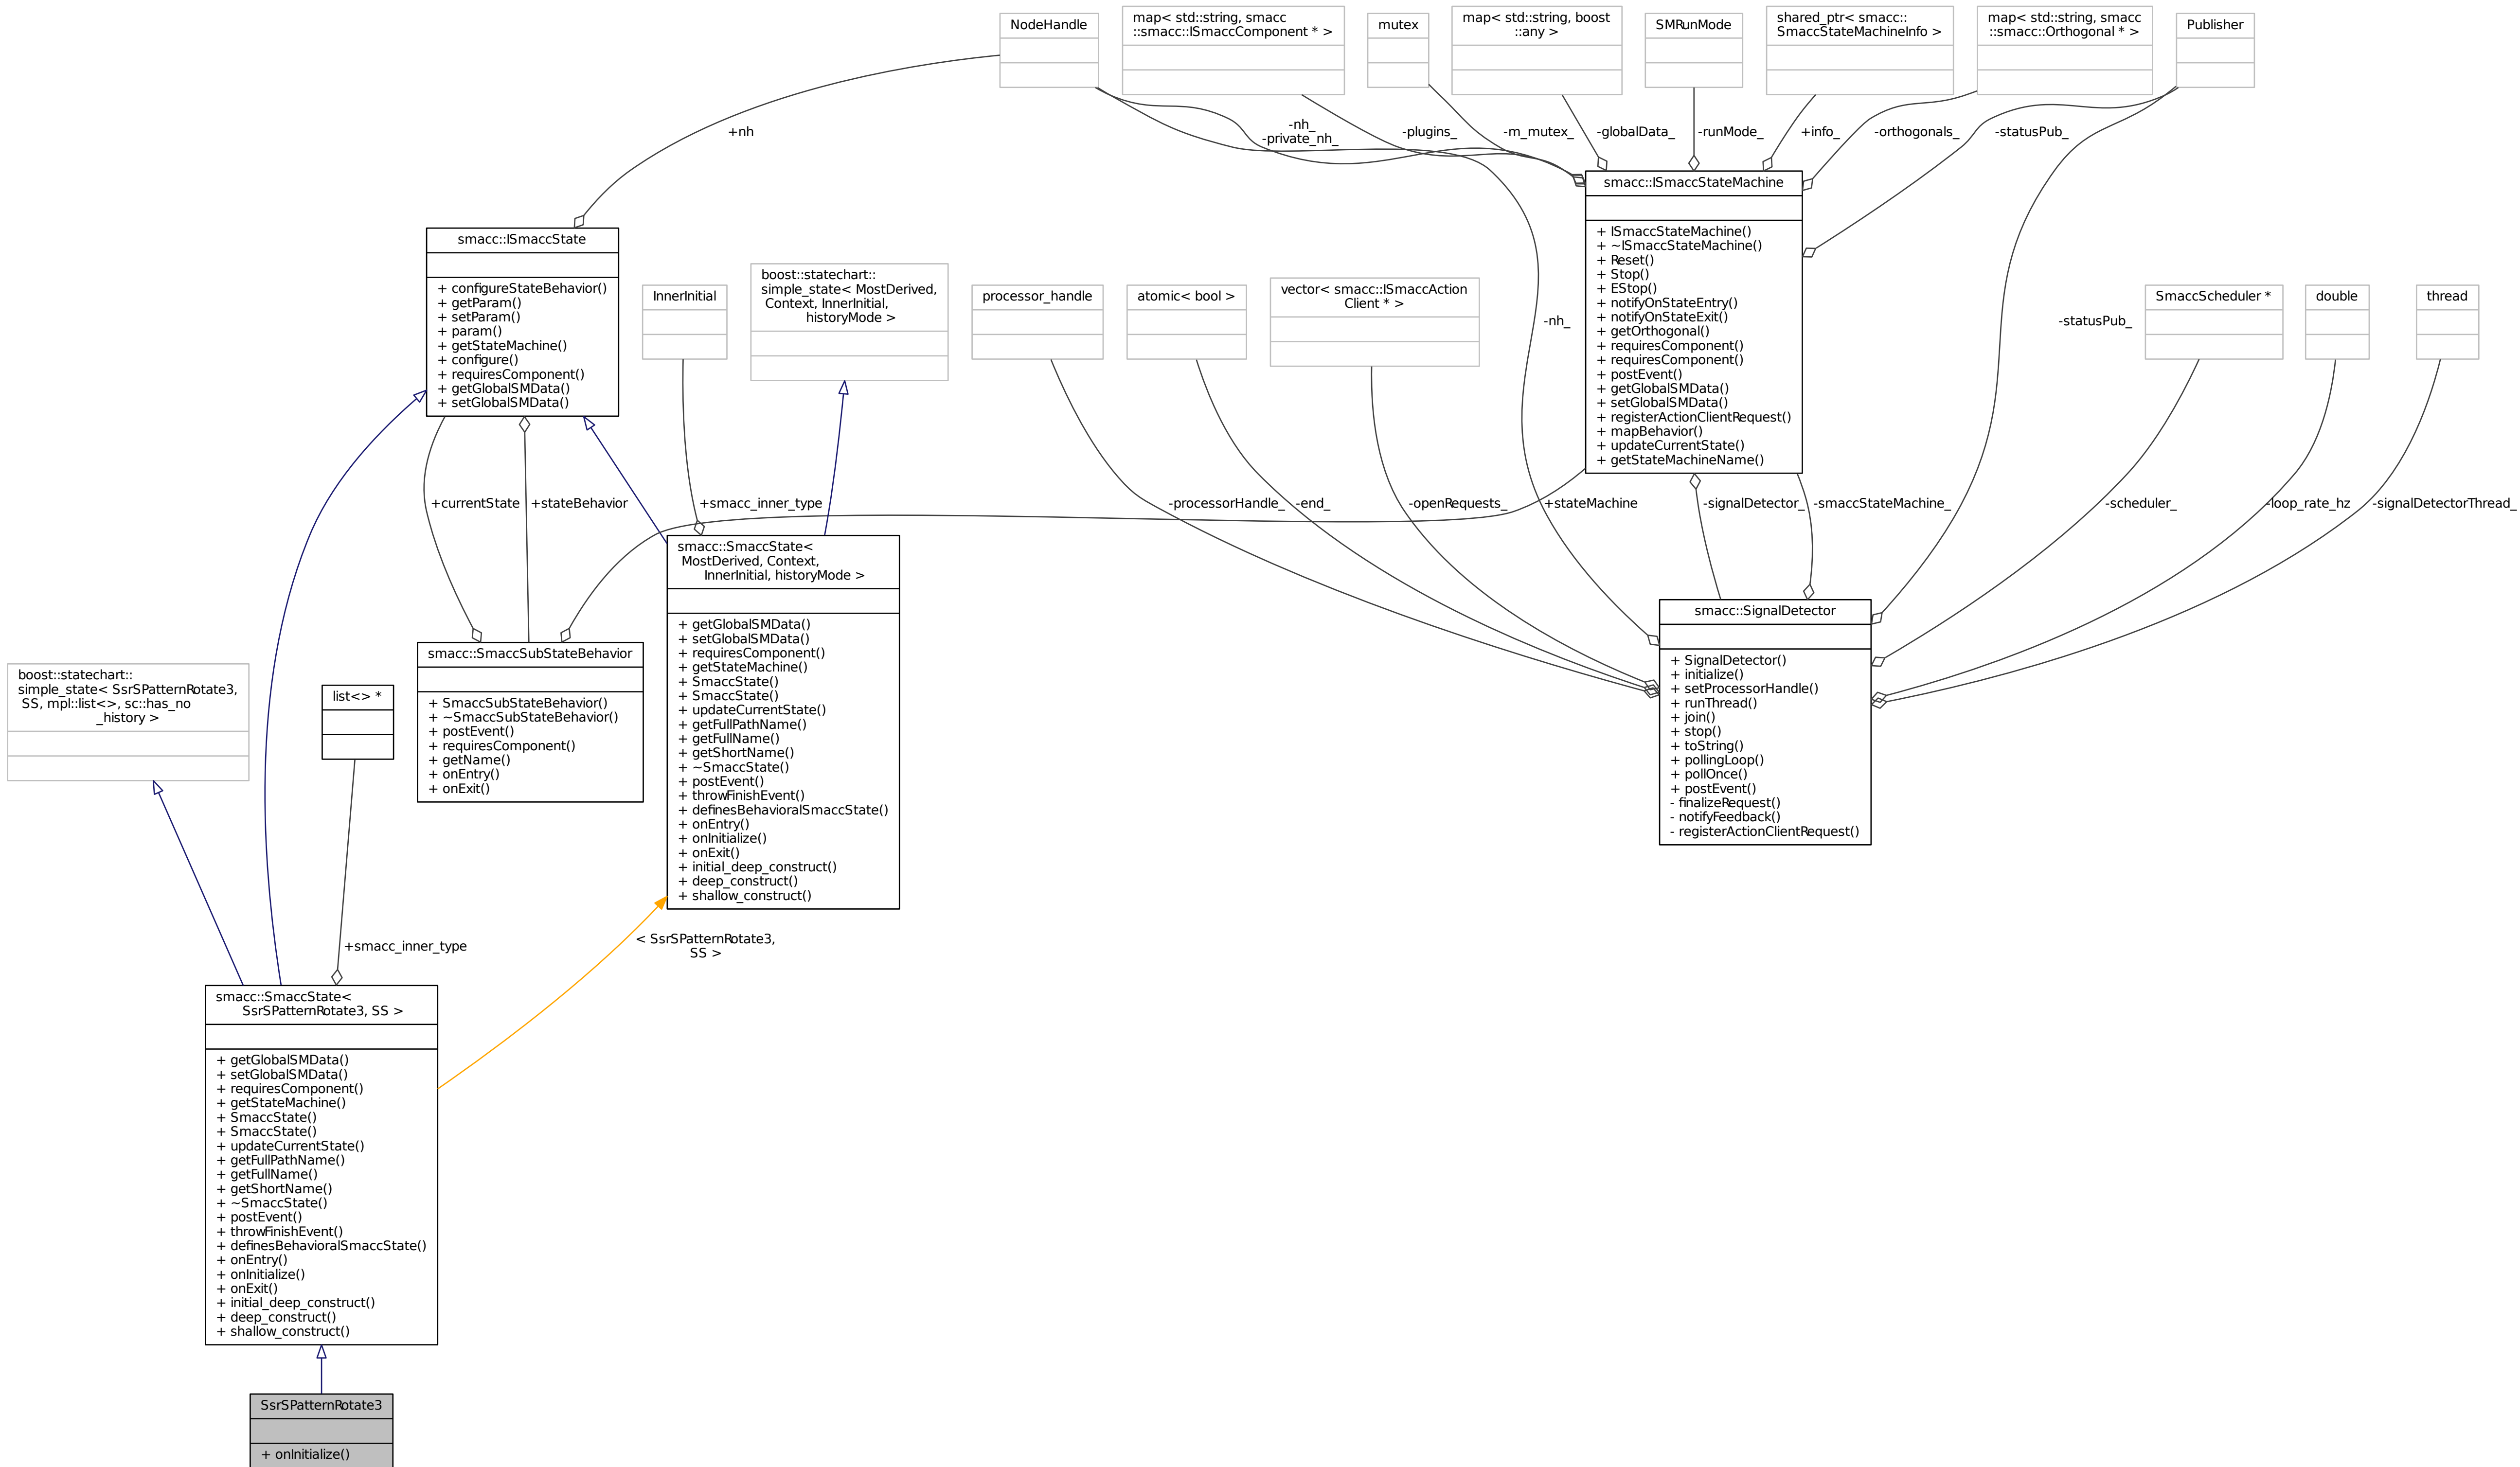 NodeHandle
map< std::string, smacc
::smacc::ISmaccComponent * >
mutex
map< std::string, boost
::any >
SMRunMode
shared_ptr< smacc::
SmaccStateMachineInfo >
map< std::string, smacc
::smacc::Orthogonal * >
Publisher
+nh
-nh_
-private_nh_
-plugins_
-m_mutex_
-globalData_
-runMode_
+info_
-orthogonals_
-statusPub_
smacc::ISmaccStateMachine
+ ISmaccStateMachine()
+ ~ISmaccStateMachine()
+ Reset()
+ Stop()
+ EStop()
+ notifyOnStateEntry()
+ notifyOnStateExit()
+ getOrthogonal()
+ requiresComponent()
+ requiresComponent()
+ postEvent()
+ getGlobalSMData()
+ setGlobalSMData()
+ registerActionClientRequest()
+ mapBehavior()
+ updateCurrentState()
+ getStateMachineName()
smacc::ISmaccState
+ configureStateBehavior()
+ getParam()
+ setParam()
+ param()
+ getStateMachine()
+ configure()
+ requiresComponent()
+ getGlobalSMData()
+ setGlobalSMData()
InnerInitial
boost::statechart::
simple_state< MostDerived,
Context, InnerInitial,
historyMode >
processor_handle
atomic< bool >
vector< smacc::ISmaccAction
Client * >
-nh_
-statusPub_
SmaccScheduler *
double
thread
+currentState
+stateBehavior
+smacc_inner_type
-processorHandle_
-end_
-openRequests_
+stateMachine
-signalDetector_
-smaccStateMachine_
-scheduler_
-loop_rate_hz
-signalDetectorThread_
smacc::SmaccState<
MostDerived, Context,
InnerInitial, historyMode >
+ getGlobalSMData()
+ setGlobalSMData()
+ requiresComponent()
+ getStateMachine()
+ SmaccState()
+ SmaccState()
+ updateCurrentState()
+ getFullPathName()
+ getFullName()
+ getShortName()
+ ~SmaccState()
+ postEvent()
+ throwFinishEvent()
+ definesBehavioralSmaccState()
+ onEntry()
+ onInitialize()
+ onExit()
+ initial_deep_construct()
+ deep_construct()
+ shallow_construct()
smacc::SignalDetector
+ SignalDetector()
+ initialize()
+ setProcessorHandle()
+ runThread()
+ join()
+ stop()
+ toString()
+ pollingLoop()
+ pollOnce()
+ postEvent()
- finalizeRequest()
- notifyFeedback()
- registerActionClientRequest()
smacc::SmaccSubStateBehavior
+ SmaccSubStateBehavior()
+ ~SmaccSubStateBehavior()
+ postEvent()
+ requiresComponent()
+ getName()
+ onEntry()
+ onExit()
boost::statechart::
simple_state< SsrSPatternRotate3,
SS, mpl::list<>, sc::has_no
_history >
list<> *
+smacc_inner_type
< SsrSPatternRotate3,
SS >
smacc::SmaccState<
SsrSPatternRotate3, SS >
+ getGlobalSMData()
+ setGlobalSMData()
+ requiresComponent()
+ getStateMachine()
+ SmaccState()
+ SmaccState()
+ updateCurrentState()
+ getFullPathName()
+ getFullName()
+ getShortName()
+ ~SmaccState()
+ postEvent()
+ throwFinishEvent()
+ definesBehavioralSmaccState()
+ onEntry()
+ onInitialize()
+ onExit()
+ initial_deep_construct()
+ deep_construct()
+ shallow_construct()
SsrSPatternRotate3
+ onInitialize()